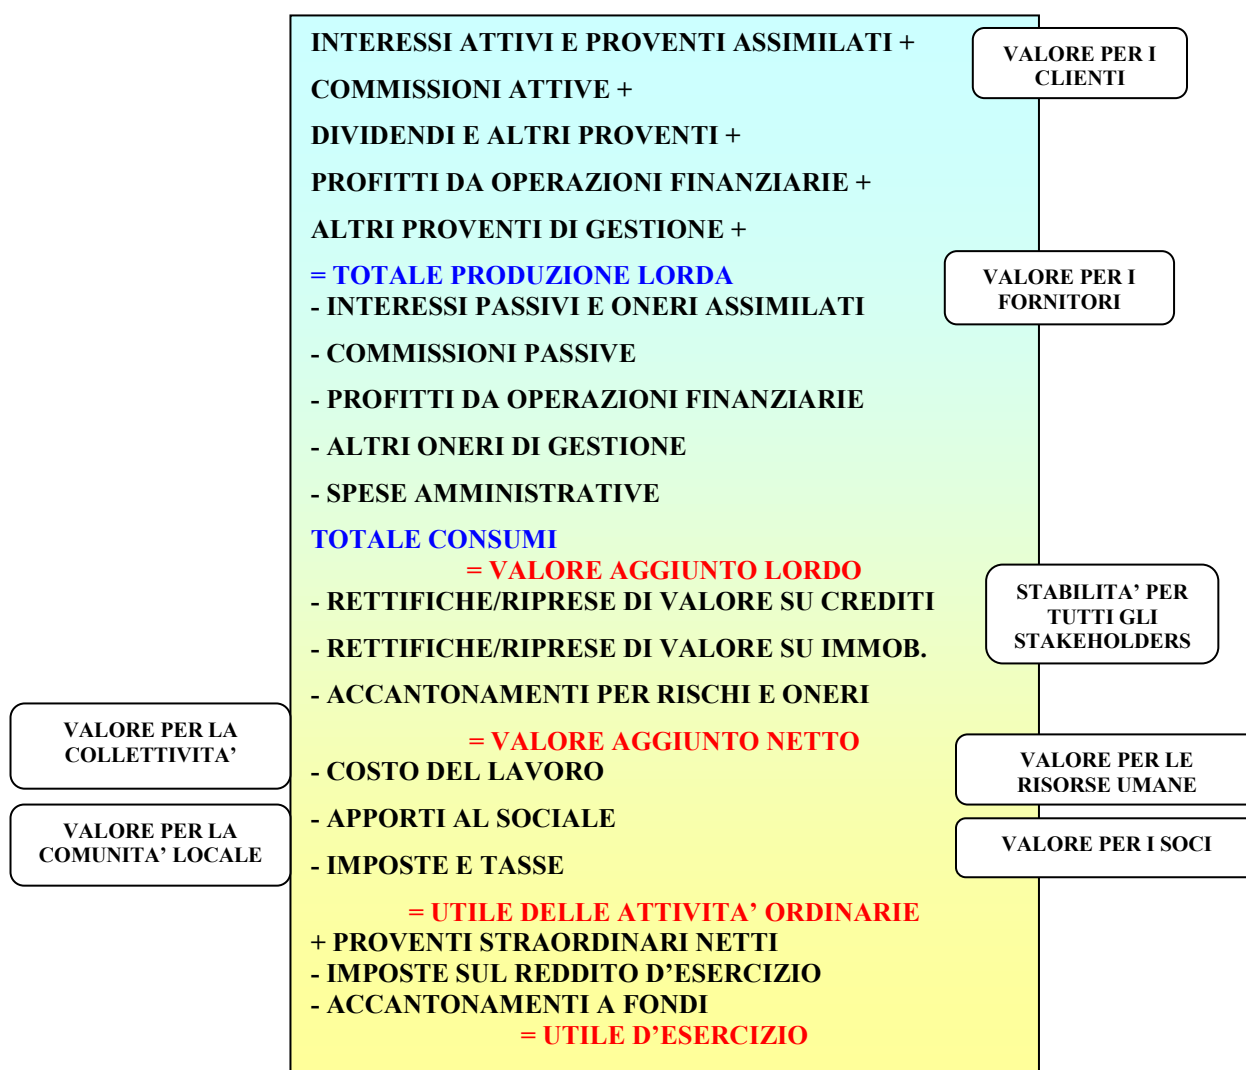 INTERESSI ATTIVI E PROVENTI ASSIMILATI +
VALORE PER I
CLIENTI
COMMISSIONI ATTIVE +
DIVIDENDI E ALTRI PROVENTI +
PROFITTI DA OPERAZIONI FINANZIARIE +
ALTRI PROVENTI DI GESTIONE +
= TOTALE PRODUZIONE LORDA
VALORE PER I
FORNITORI
- INTERESSI PASSIVI E ONERI ASSIMILATI
- COMMISSIONI PASSIVE
- PROFITTI DA OPERAZIONI FINANZIARIE
- ALTRI ONERI DI GESTIONE
- SPESE AMMINISTRATIVE
TOTALE CONSUMI
= VALORE AGGIUNTO LORDO
- RETTIFICHE/RIPRESE DI VALORE SU CREDITI
STABILITA’ PER
TUTTI GLI
STAKEHOLDERS
- RETTIFICHE/RIPRESE DI VALORE SU IMMOB.
- ACCANTONAMENTI PER RISCHI E ONERI
VALORE PER LA
COLLETTIVITA’
= VALORE AGGIUNTO NETTO
- COSTO DEL LAVORO
VALORE PER LE
RISORSE UMANE
- APPORTI AL SOCIALE
VALORE PER LA
COMUNITA’ LOCALE
VALORE PER I SOCI
- IMPOSTE E TASSE
= UTILE DELLE ATTIVITA’ ORDINARIE
+ PROVENTI STRAORDINARI NETTI
- IMPOSTE SUL REDDITO D’ESERCIZIO
- ACCANTONAMENTI A FONDI
= UTILE D’ESERCIZIO